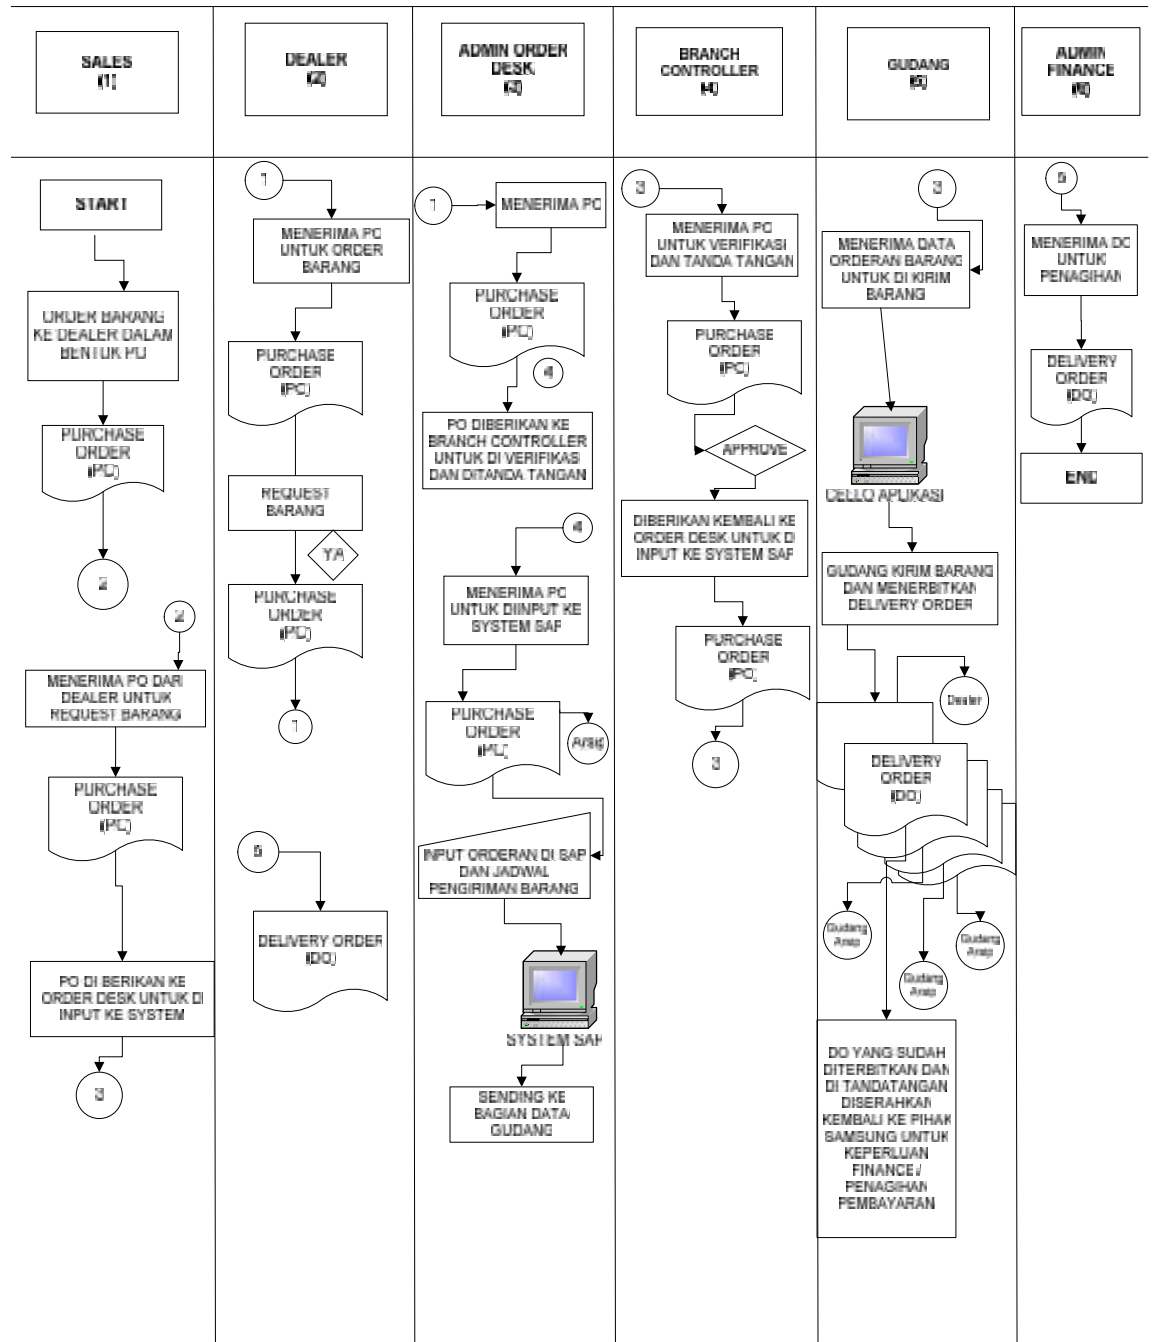 SALES
(1)
DEALER
(2)
ADMIN ORDER
DESK
(3)
BRANCH
CONTROLLER
(4)
GUDANG
(5)
ADMIN
FINANCE
(6)
START
ORDER BARANG
KE DEALER DALAM
BENTUK PO
PURCHASE
ORDER
(PO)
2
2
MENERIMA PO DARI
DEALER UNTUK
REQUEST BARANG
PURCHASE
ORDER
(PO)
PO DI BERIKAN KE
ORDER DESK UNTUK DI
INPUT KE SYSTEM
3
1
MENERIMA PO
UNTUK ORDER
BARANG
PURCHASE
ORDER
(PO)
REQUEST
BARANG
YA
PURCHASE
ORDER
(PO)
1
5
DELIVERY ORDER
(DO)
1
MENERIMA PO
PURCHASE
ORDER
(PO)
4
PO DIBERIKAN KE
BRANCH CONTROLLER
UNTUK DI VERIFIKASI
DAN DITANDA TANGAN
4
MENERIMA PO
UNTUK DIINPUT KE
SYSTEM SAP
PURCHASE
ORDER
(PO)
Arsip
INPUT ORDERAN DI SAP
DAN JADWAL
PENGIRIMAN BARANG
SYSTEM SAP
SENDING KE
BAGIAN DATA
GUDANG
3
MENERIMA PO
UNTUK VERIFIKASI
DAN TANDA TANGAN
PURCHASE
ORDER
(PO)
APPROVE
DIBERIKAN KEMBALI KE
ORDER DESK UNTUK DI
INPUT KE SYSTEM SAP
PURCHASE
ORDER
(PO)
3
3
MENERIMA DATA
ORDERAN BARANG
UNTUK DI KIRIM
BARANG
CELLO APLIKASI
GUDANG KIRIM BARANG
DAN MENERBITKAN
DELIVERY ORDER
Dealer
DELIVERY
ORDER
(DO)
Gudang
Arsip
Gudang
Arsip
Gudang
Arsip
DO YANG SUDAH
DITERBITKAN DAN
DI TANDATANGAN
DISERAHKAN
KEMBALI KE PIHAK
SAMSUNG UNTUK
KEPERLUAN
FINANCE /
PENAGIHAN
PEMBAYARAN
5
MENERIMA DO
UNTUK
PENAGIHAN
DELIVERY
ORDER
(DO)
END